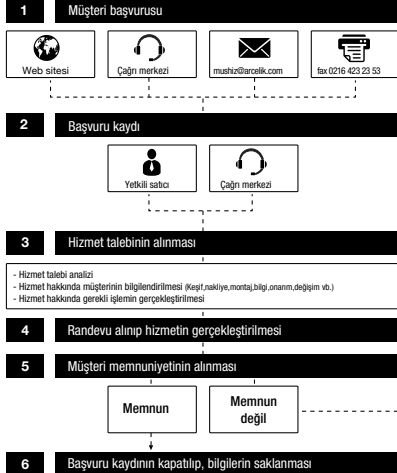 1 Müşteri başvurusu
Web sitesi
Çağrı merkezi
mushiz@arcelik.com
fax 0216 423 23 53
2 Başvuru kaydı
Yetkili satıcı
Çağrı merkezi
3 Hizmet talebinin alınması
- Hizmet talebi analizi
- Hizmet hakkında müşterinin bilgilendirilmesi (Keşif,nakliye,montaj,bilgi,onarım,değişim vb.)
- Hizmet hakkında gerekli işlemin gerçekleştirilmesi
4 Randevu alınıp hizmetin gerçekleştirilmesi
5 Müşteri memnuniyetinin alınması
Memnun
Memnun
değil
6 Başvuru kaydının kapatılıp, bilgilerin saklanması